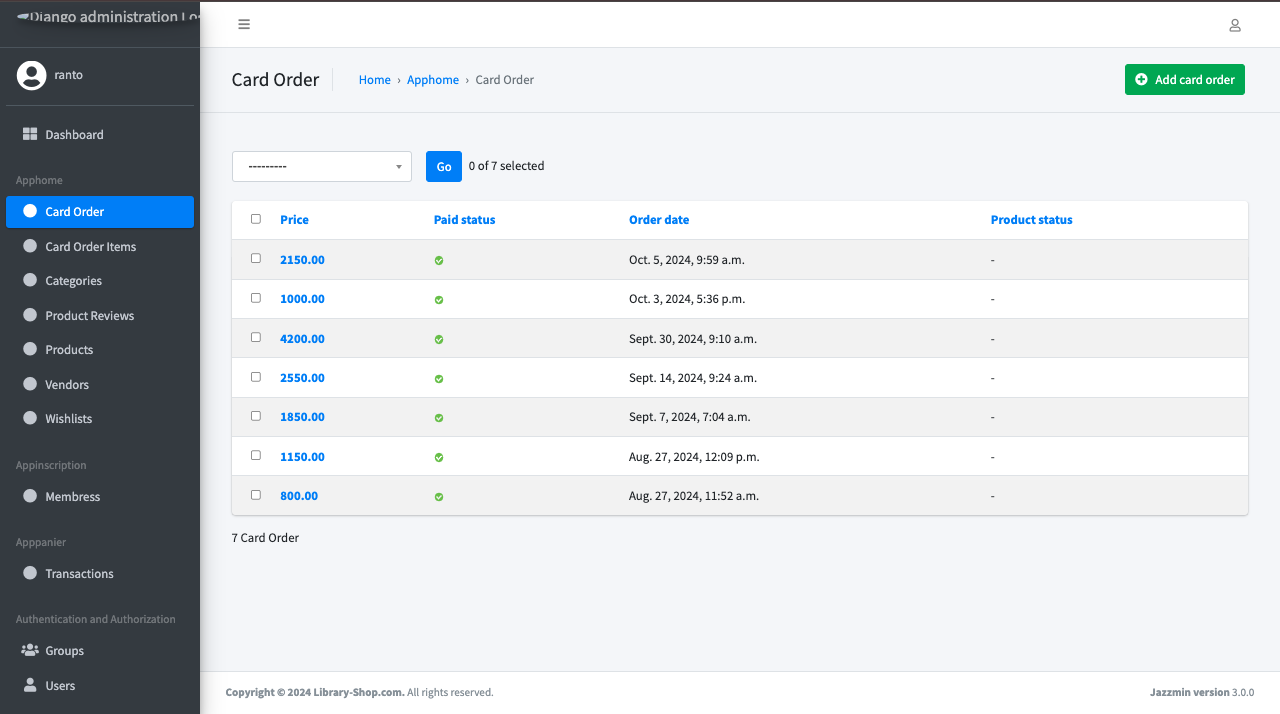 Django administration Lo
ranto
Dashboard
Apphome
Card Order
Card Order Items
Categories
Product Reviews
Products
Vendors
Wishlists
Appinscription
Membress
Apppanier
Transactions
Authentication and Authorization
Groups
Users
Card Order
Home › Apphome › Card Order
Add card order
---------
Go
0 of 7 selected
Price Paid status Order date Product status
2150.00 Oct. 5, 2024, 9:59 a.m. -
1000.00 Oct. 3, 2024, 5:36 p.m. -
4200.00 Sept. 30, 2024, 9:10 a.m. -
2550.00 Sept. 14, 2024, 9:24 a.m. -
1850.00 Sept. 7, 2024, 7:04 a.m. -
1150.00 Aug. 27, 2024, 12:09 p.m. -
800.00 Aug. 27, 2024, 11:52 a.m. -
7 Card Order
Copyright © 2024 Library-Shop.com. All rights reserved.
Jazzmin version 3.0.0